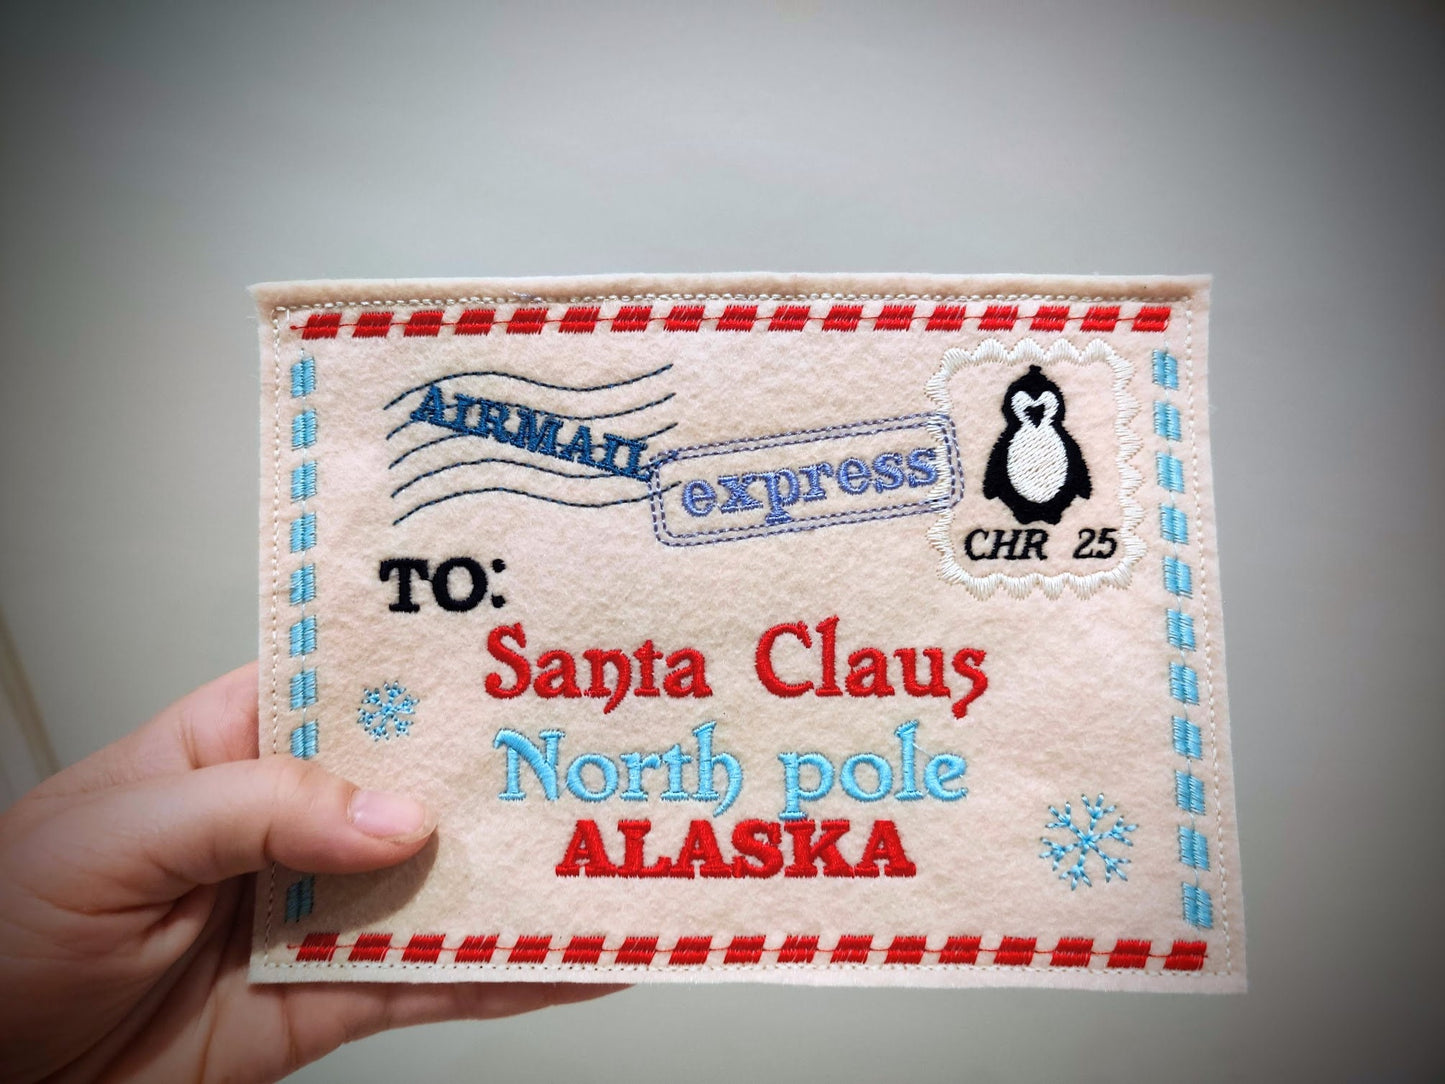 AIRMAIL
express
CHR 25
TO:
Santa Claus
North pole
ALASKA